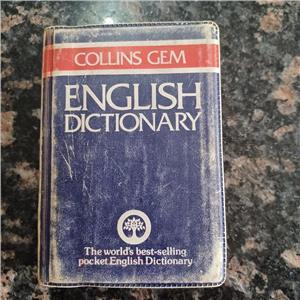 COLLINS GEM
ENGLISH
DICTIONARY
The world's best-selling
pocket English Dictionary